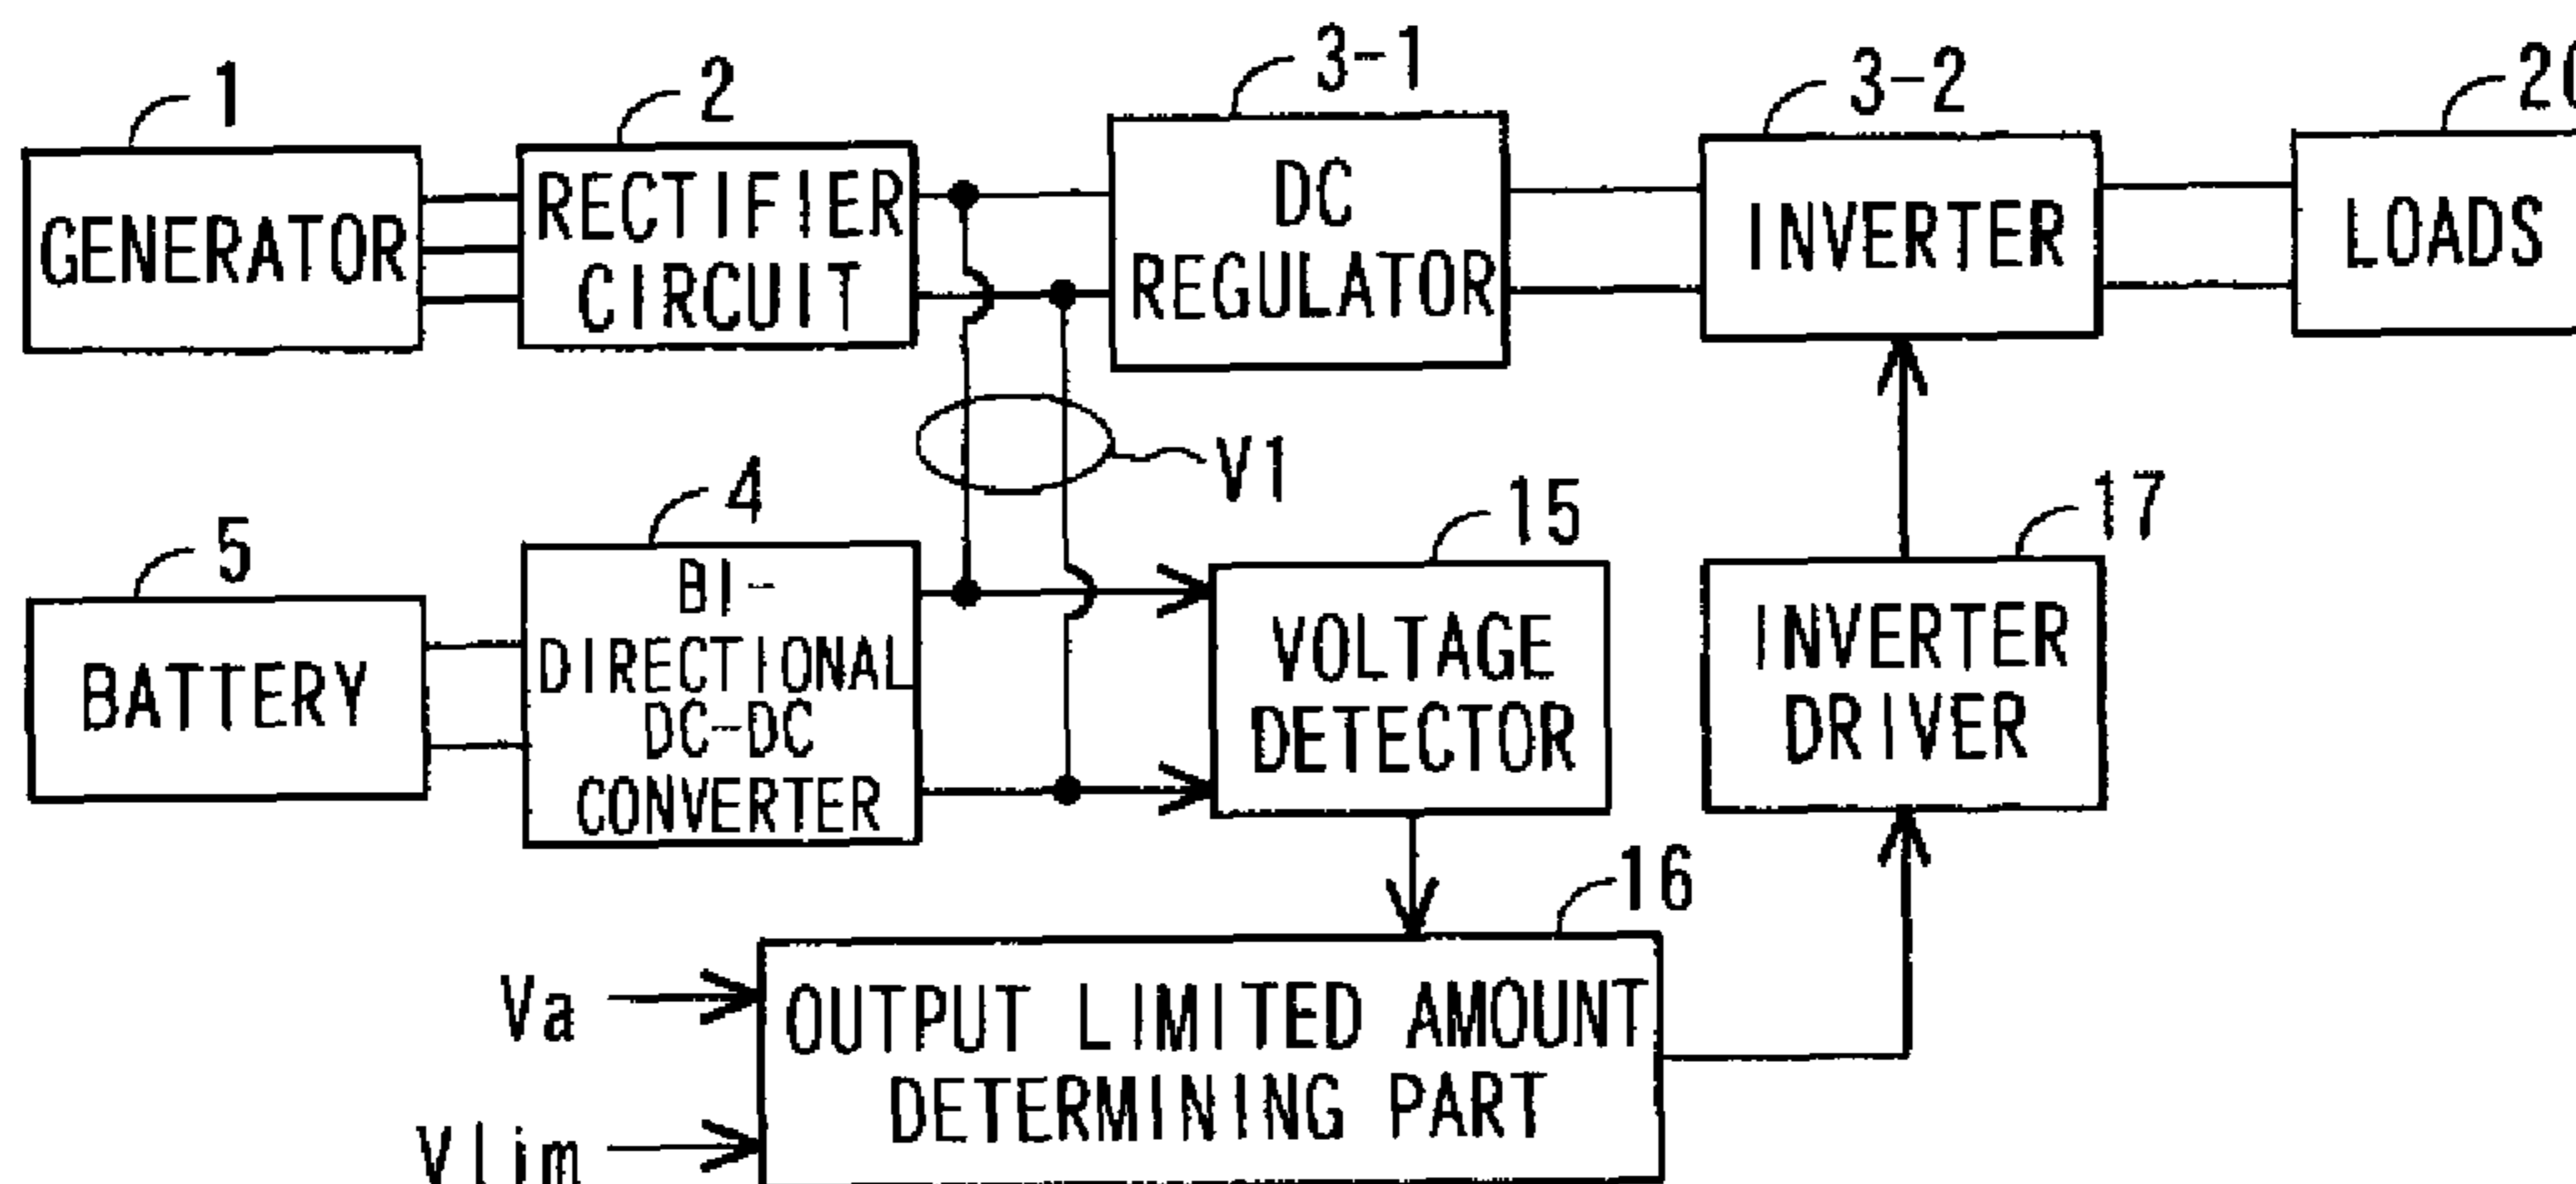 1
2
3-1
3-2
GENERATOR
RECTIFIER
CIRCUIT
DC
REGULATOR
INVERTER
LOADS
V1
5
4
15
17
BATTERY
BI-
DIRECTIONAL
DC-DC
CONVERTER
VOLTAGE
DETECTOR
INVERTER
DRIVER
16
Va
Vlim
OUTPUT LIMITED AMOUNT
DETERMINING PART